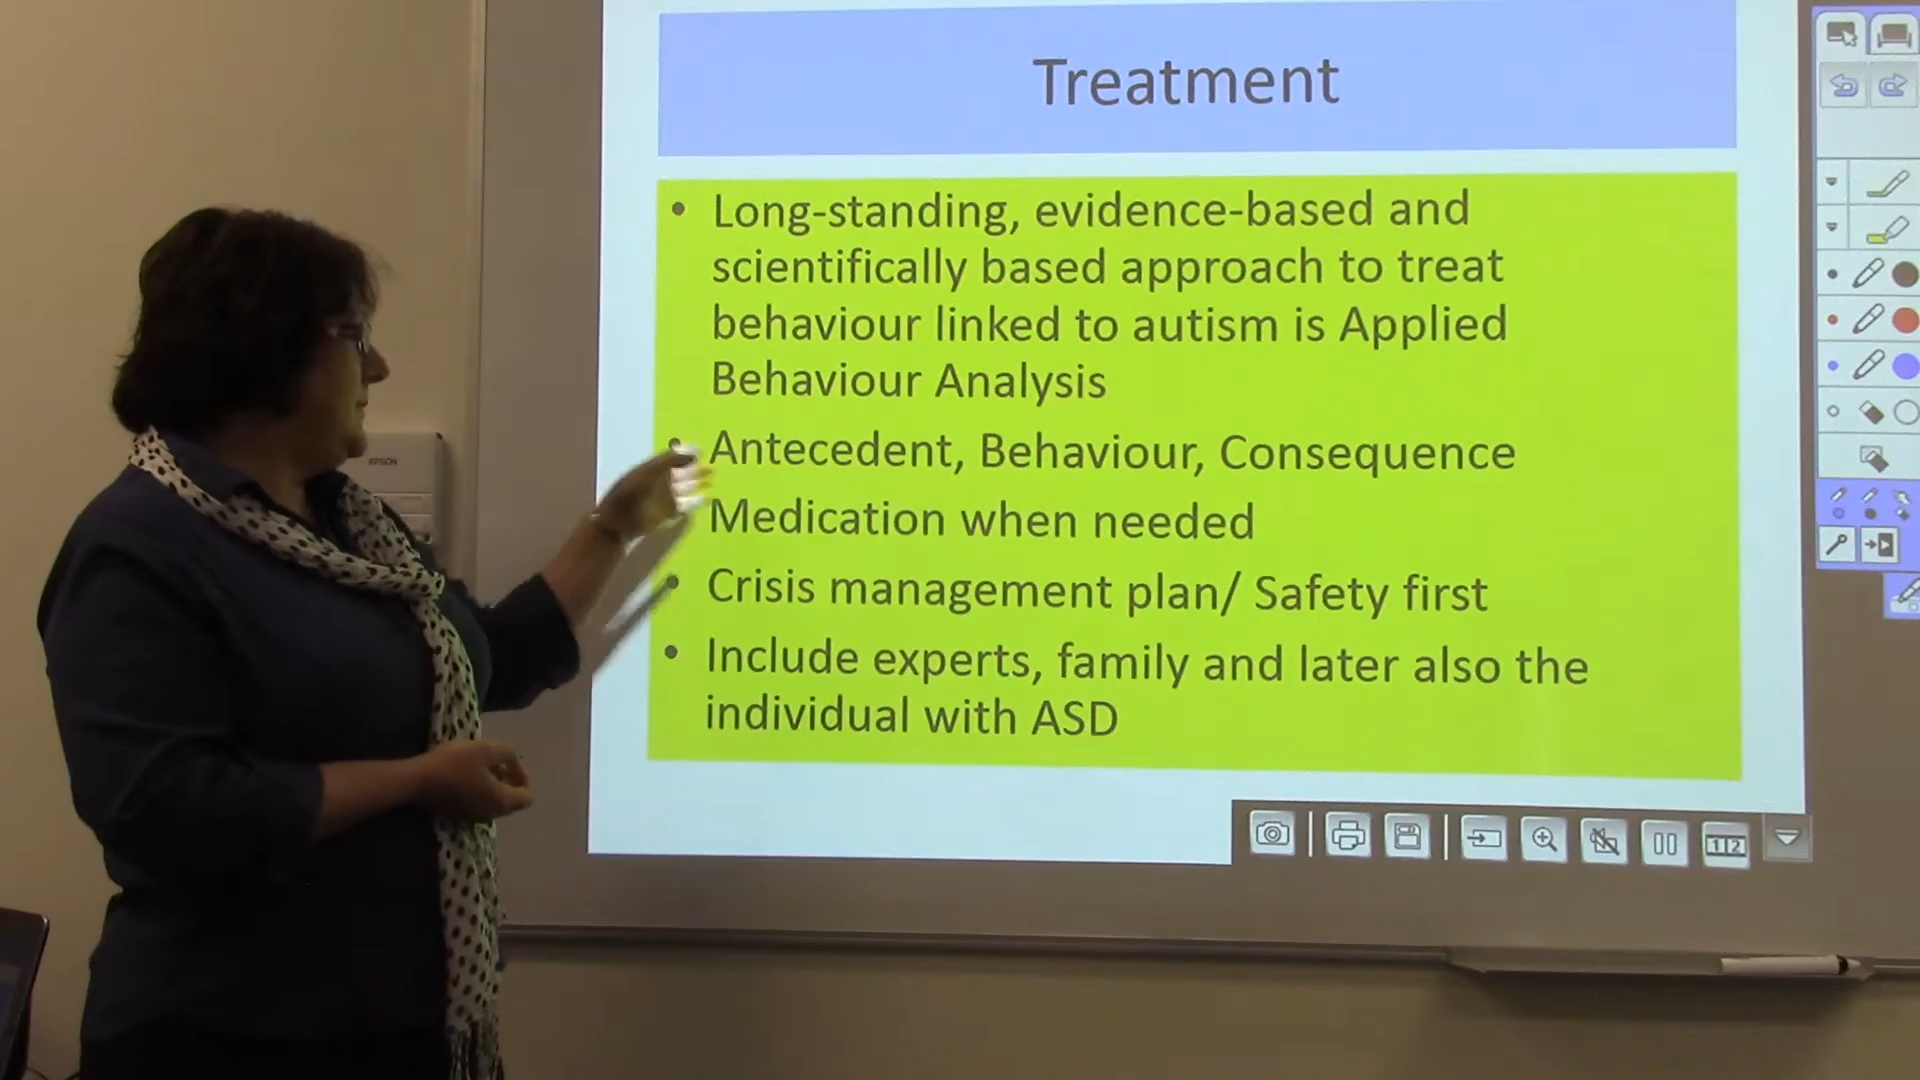 Treatment
• Long-standing, evidence-based and
scientifically based approach to treat
behaviour linked to autism is Applied
Behaviour Analysis
• Antecedent, Behaviour, Consequence
Medication when needed
• Crisis management plan/ Safety first
• Include experts, family and later also the
individual with ASD
EPSON
1 2